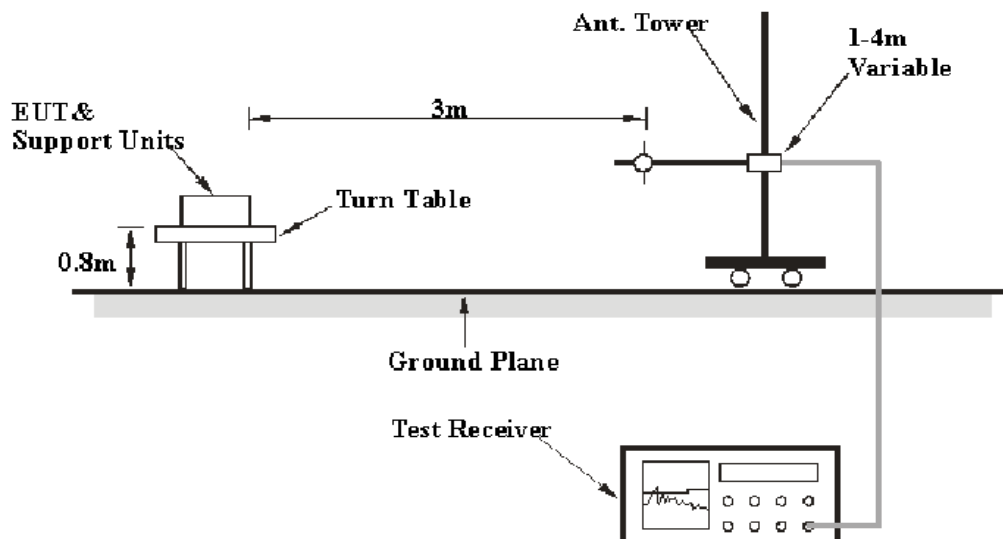 Ant. Tower
1-4m
Variable
EUT&
Support Units
3m
Turn Table
0.8m
Ground Plane
Test Receiver